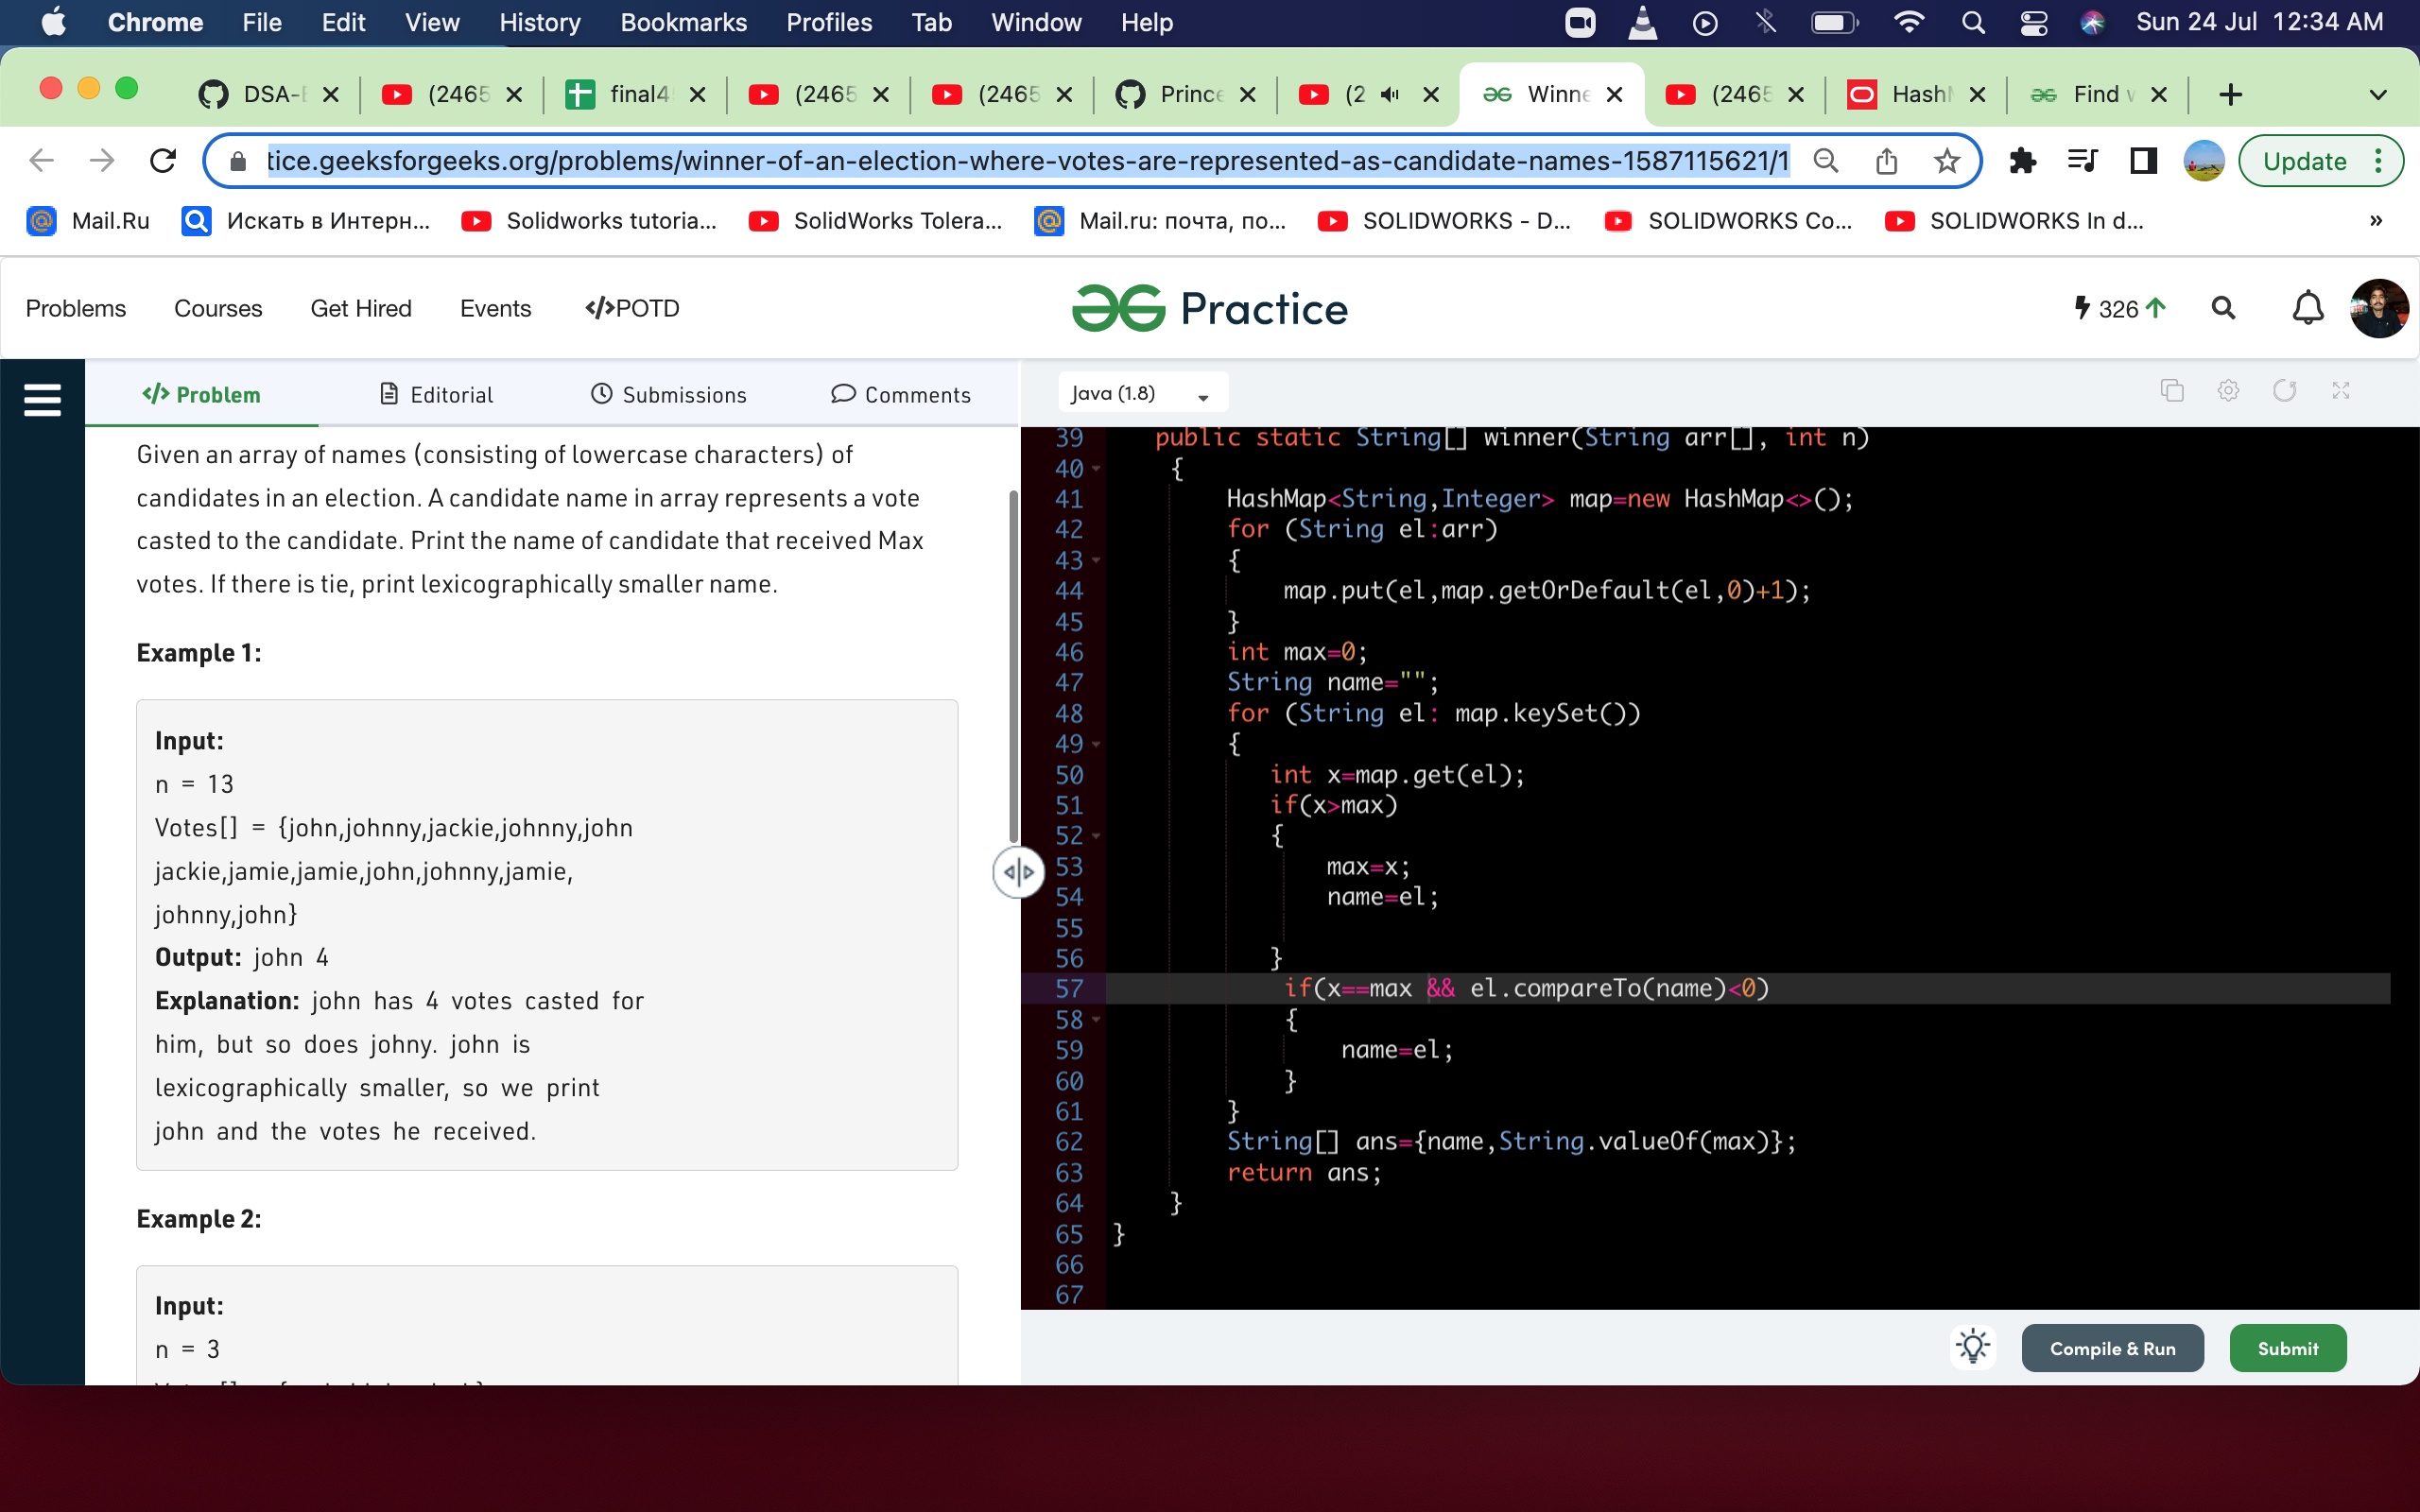 Chrome File Edit View History Bookmarks Profiles Tab Window Help Sun 24 Jul 12:34 AM
DSA- (2465 final4 (2465 (2465 Prince (2 Winne (2465 Hash Find
tice.geeksforgeeks.org/problems/winner-of-an-election-where-votes-are-represented-as-candidate-names-1587115621/1 Update
Mail.Ru Искать в Интерн... Solidworks tutoria... SolidWorks Tolera... Mail.ru: почта, по... SOLIDWORKS - D... SOLIDWORKS Co... SOLIDWORKS In d... »
Problems Courses Get Hired Events </>POTD Practice 326
</> Problem Editorial Submissions Comments
Given an array of names (consisting of lowercase characters) of
candidates in an election. A candidate name in array represents a vote
casted to the candidate. Print the name of candidate that received Max
votes. If there is tie, print lexicographically smaller name.
Example 1:
Input:
n = 13
Votes[] = {john,johnny,jackie,johnny,john
jackie,jamie,jamie,john,johnny,jamie,
johnny,john}
Output: john 4
Explanation: john has 4 votes casted for
him, but so does johny. john is
lexicographically smaller, so we print
john and the votes he received.
Example 2:
Input:
n = 3
Java (1.8)
39 public static String[] winner(String arr[], int n)
40 {
41 HashMap<String,Integer> map=new HashMap<>();
42 for (String el:arr)
43 {
44 map.put(el,map.getOrDefault(el,0)+1);
45 }
46 int max=0;
47 String name="";
48 for (String el: map.keySet())
49 {
50 int x=map.get(el);
51 if(x>max)
52 {
53 max=x;
54 name=el;
55
56 }
57 if(x==max && el.compareTo(name)<0)
58 {
59 name=el;
60 }
61 }
62 String[] ans={name,String.valueOf(max)};
63 return ans;
64 }
65 }
66
67
Compile & Run Submit